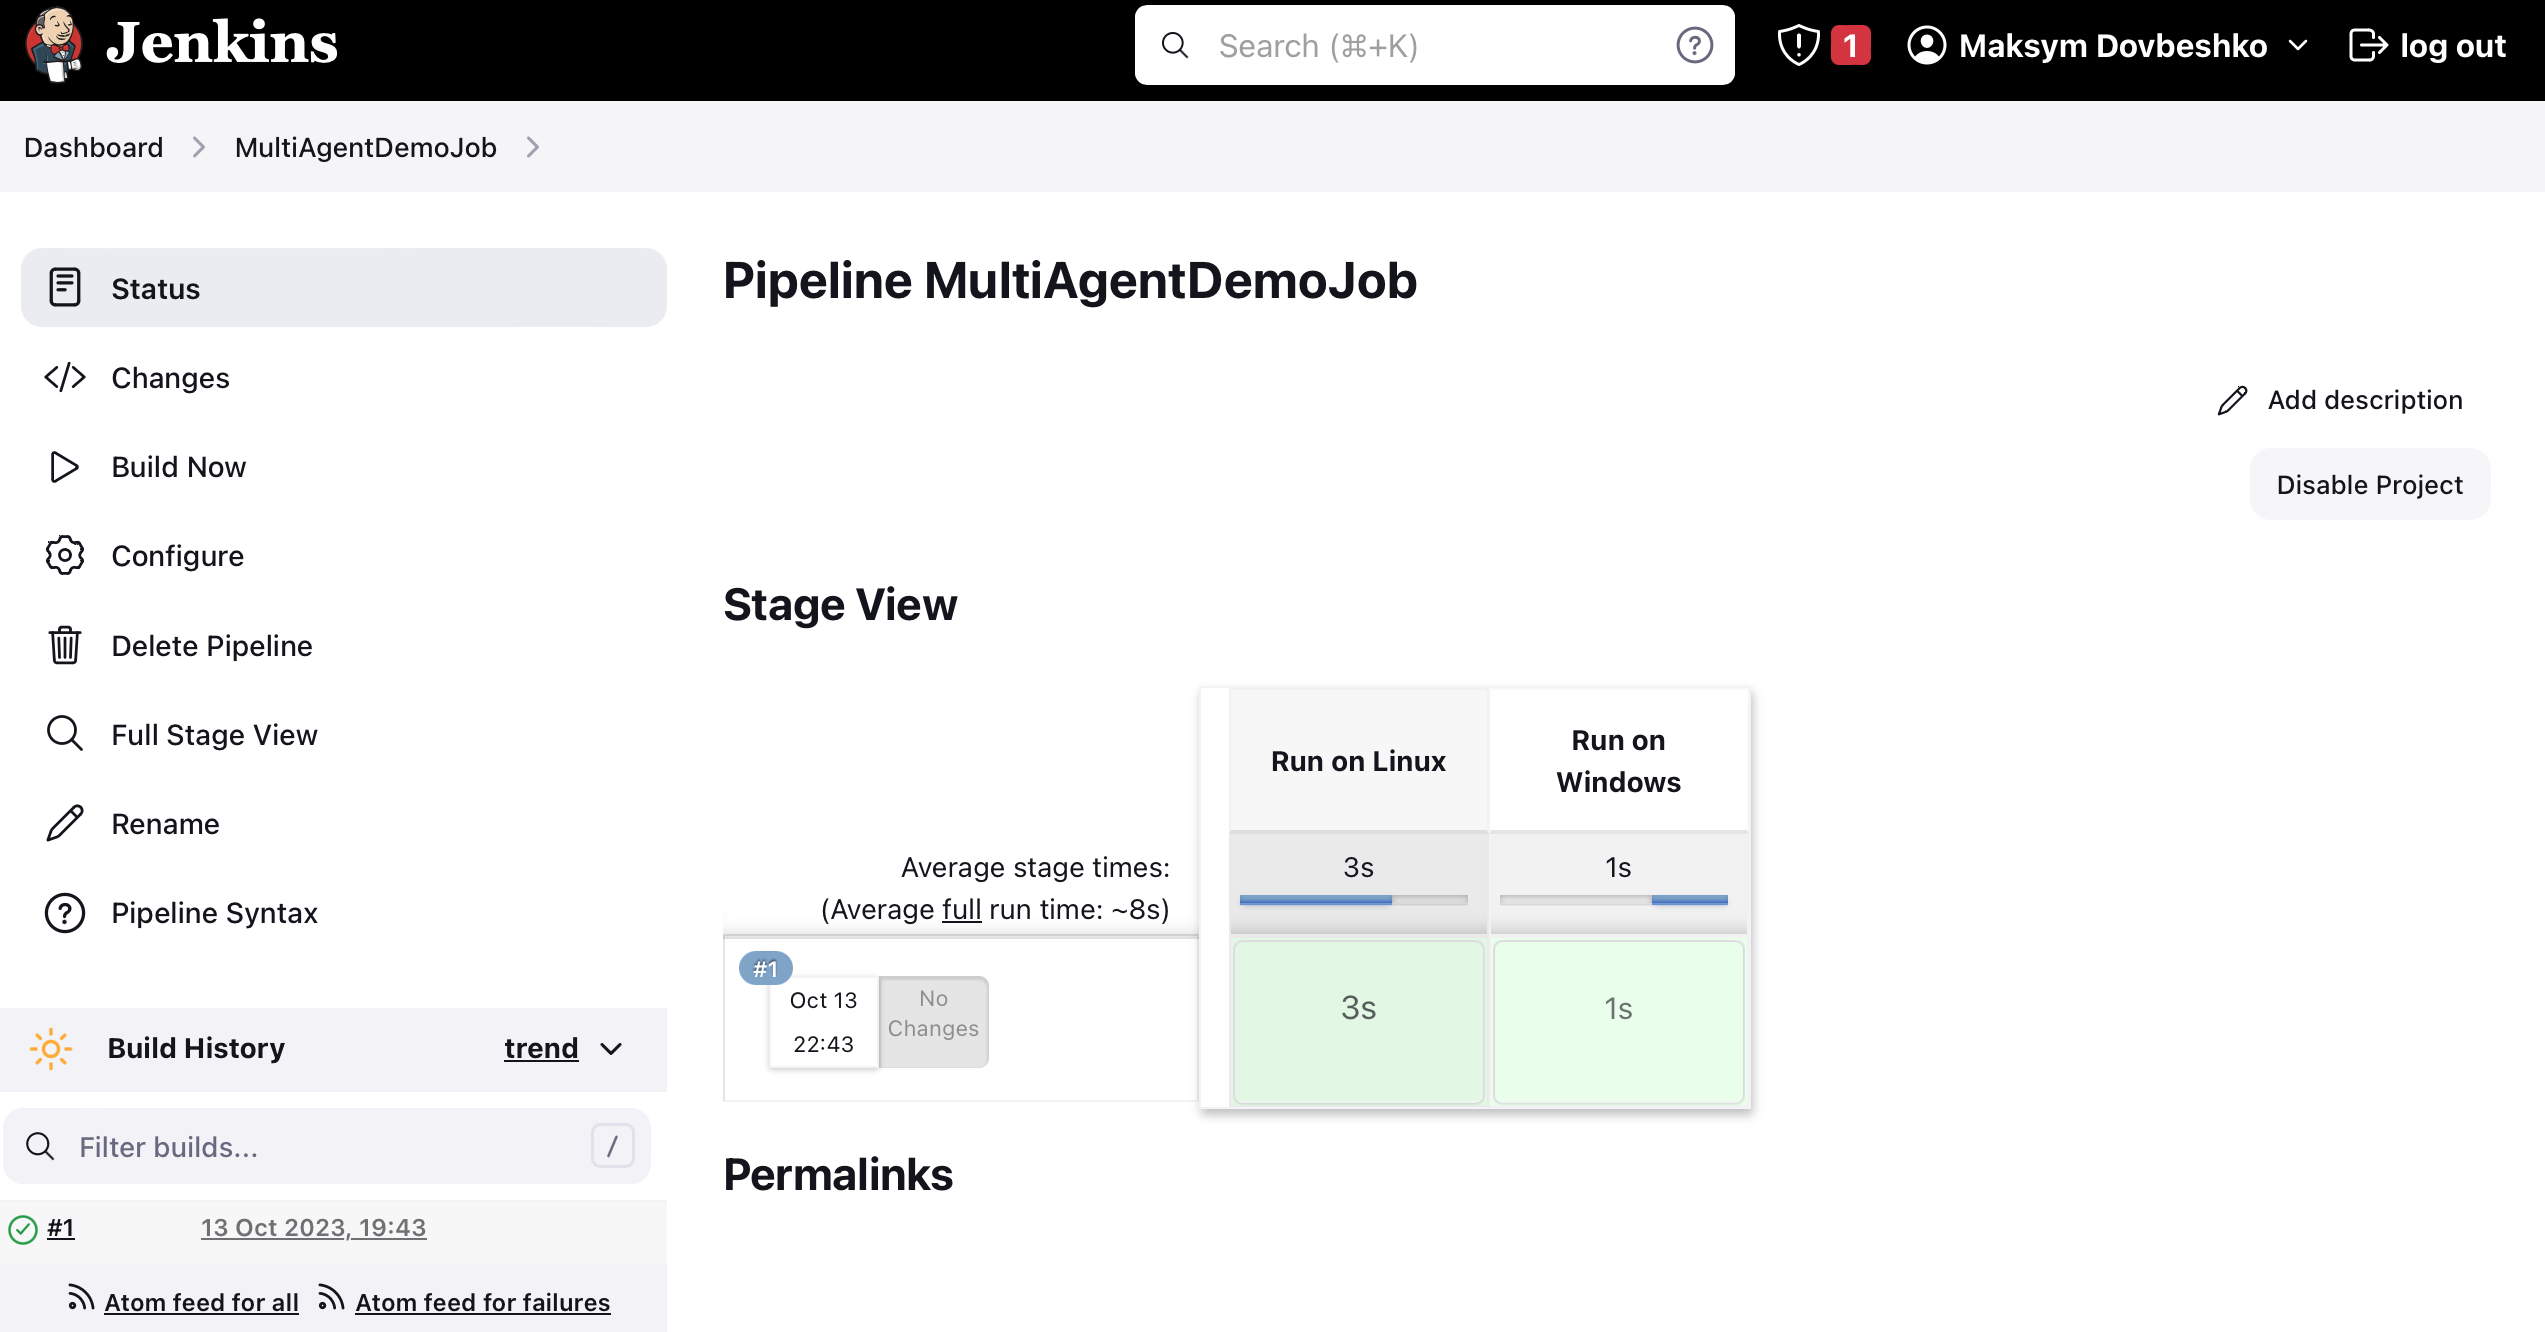 Jenkins
Search (⌘+K)
1
Maksym Dovbeshko
log out
Dashboard
MultiAgentDemoJob
Status
Changes
Build Now
Configure
Delete Pipeline
Full Stage View
Rename
Pipeline Syntax
Build History
trend
Filter builds...
/
#1
13 Oct 2023, 19:43
Atom feed for all
Atom feed for failures
Pipeline MultiAgentDemoJob
Add description
Disable Project
Stage View
Run on Linux
Run on
Windows
Average stage times:
(Average full run time: ~8s)
3s
1s
#1
Oct 13
22:43
No
Changes
3s
1s
Permalinks